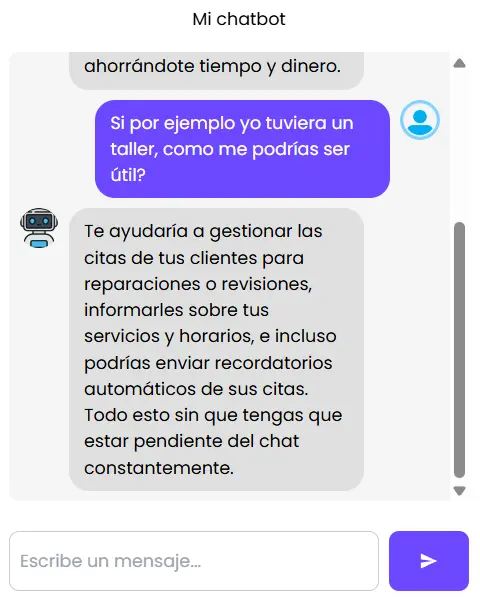 Mi chatbot
ahorrándote tiempo y dinero.
Si por ejemplo yo tuviera un
taller, como me podrías ser
útil?
Te ayudaría a gestionar las
citas de tus clientes para
reparaciones o revisiones,
informarles sobre tus
servicios y horarios, e incluso
podrías enviar recordatorios
automáticos de sus citas.
Todo esto sin que tengas que
estar pendiente del chat
constantemente.
Escribe un mensaje...